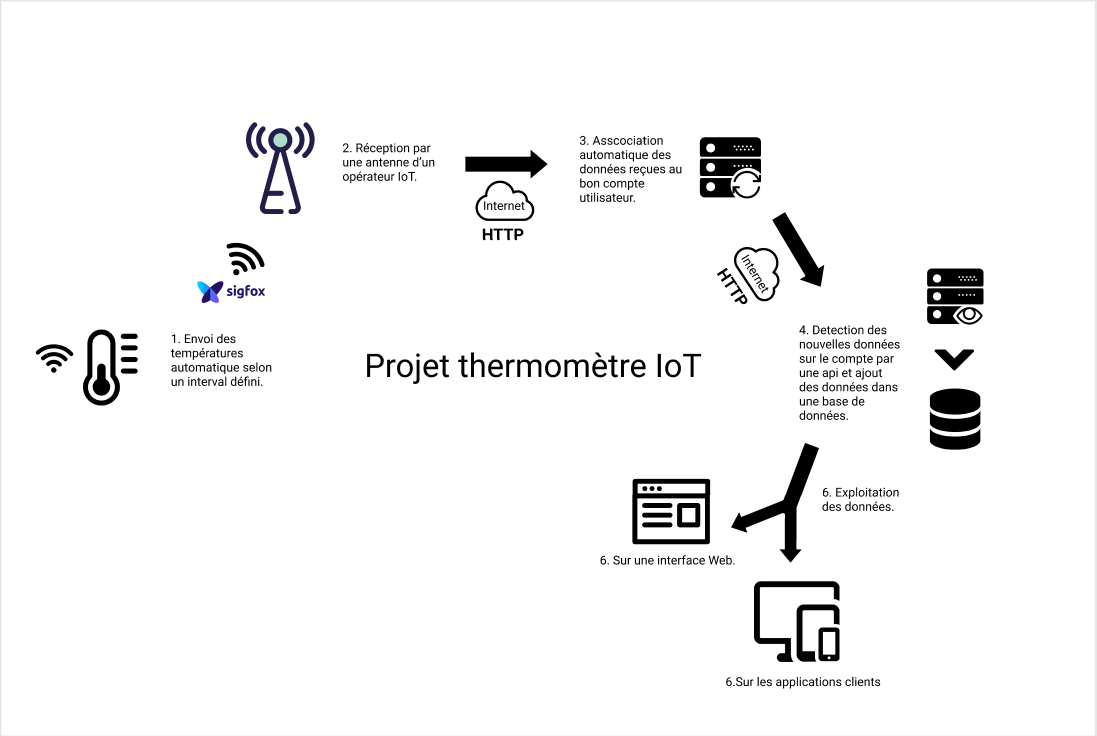 2. Réception par
une antenne d'un
opérateur IoT.
Internet
HTTP
3. Asscociation
automatique des
données reçues au
bon compte
utilisateur.
Internet
HTTP
sigfox
1. Envoi des
températures
automatique selon
un interval défini.
Projet thermomètre IoT
4. Detection des
nouvelles données
sur le compte par
une api et ajout
des données dans
une base de
données.
6. Exploitation
des données.
6. Sur une interface Web.
6.Sur les applications clients